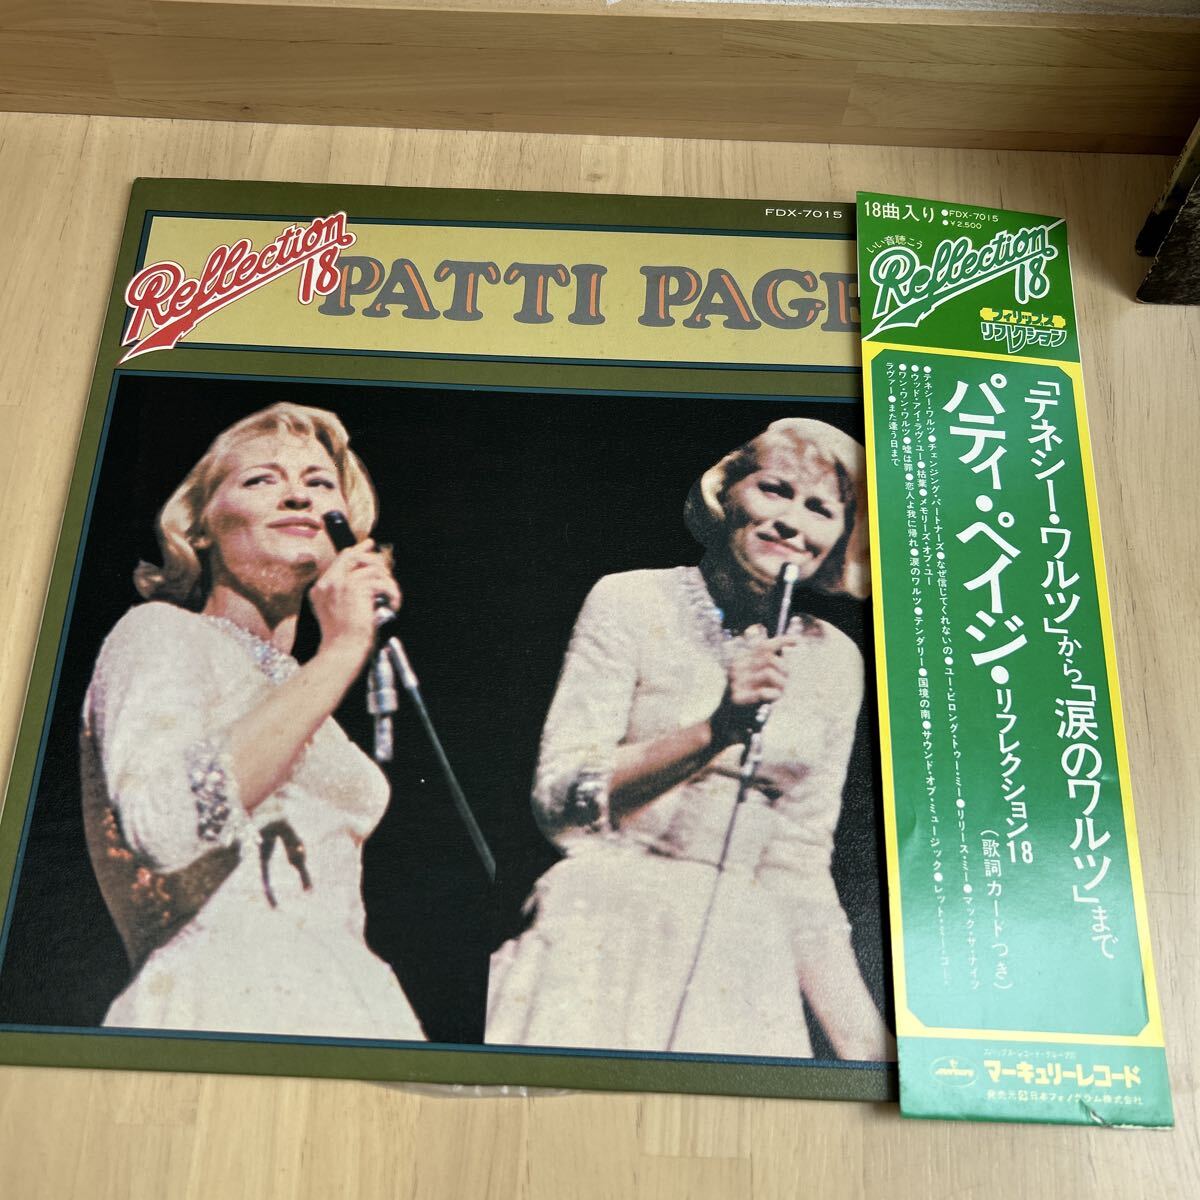 FDX-7015
Reflection
18
PATTI PAGE
18曲入り
●FDX-7015
●¥2,500
いい音聴こう
Reflection
18
フィリップス
リフレクション
「テネシー・ワルツ」から「涙のワルツ」まで
パティ・ペイジ・リフレクション18
(歌詞カードつき)
●テネシー・ワルツ●チェンジング・パートナーズ●なぜ信じてくれないの●ユー・ビロング・トゥー・ミー●リリース・ミー●マック・ザ・ナイフ
●ウッド・アイ・ラヴ・ユー●枯葉●メモリーズ・オブ・ユー
●ワン・ワン・ワルツ●嘘は罪●恋人よ我に帰れ●涙のワルツ●テンダリー●国境の南●サウンド・オブ・ミュージック●レット・ミー・ゴー・
ラヴァー●また逢う日まで
マーキュリーレコード
発売元 日本フォノグラム株式会社